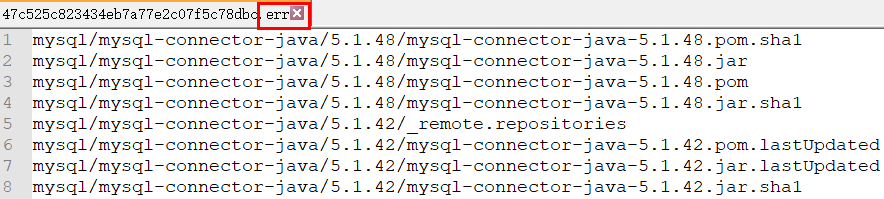 47c525c823434eb7a77e2c07f5c78dbc.err
1 mysql/mysql-connector-java/5.1.48/mysql-connector-java-5.1.48.pom.sha1
2 mysql/mysql-connector-java/5.1.48/mysql-connector-java-5.1.48.jar
3 mysql/mysql-connector-java/5.1.48/mysql-connector-java-5.1.48.pom
4 mysql/mysql-connector-java/5.1.48/mysql-connector-java-5.1.48.jar.sha1
5 mysql/mysql-connector-java/5.1.42/_remote.repositories
6 mysql/mysql-connector-java/5.1.42/mysql-connector-java-5.1.42.pom.lastUpdated
7 mysql/mysql-connector-java/5.1.42/mysql-connector-java-5.1.42.jar.lastUpdated
8 mysql/mysql-connector-java/5.1.42/mysql-connector-java-5.1.42.jar.sha1